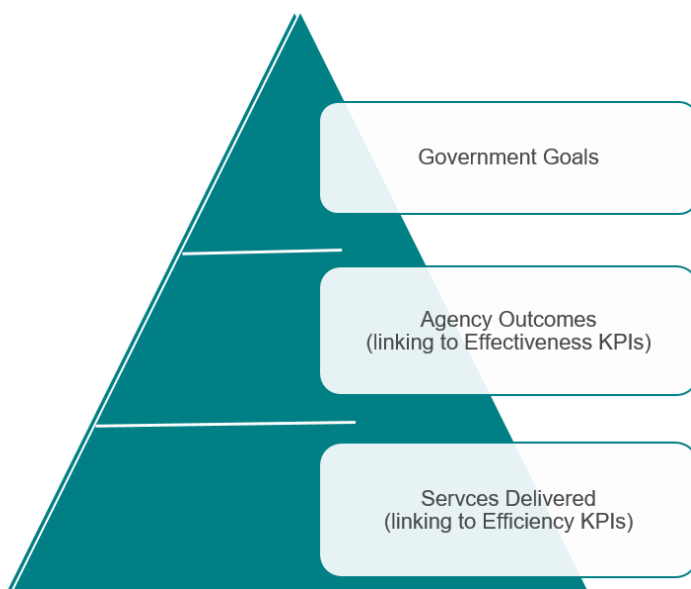 Government Goals
Agency Outcomes
(linking to Effectiveness KPIs)
Servces Delivered
(linking to Efficiency KPIs)